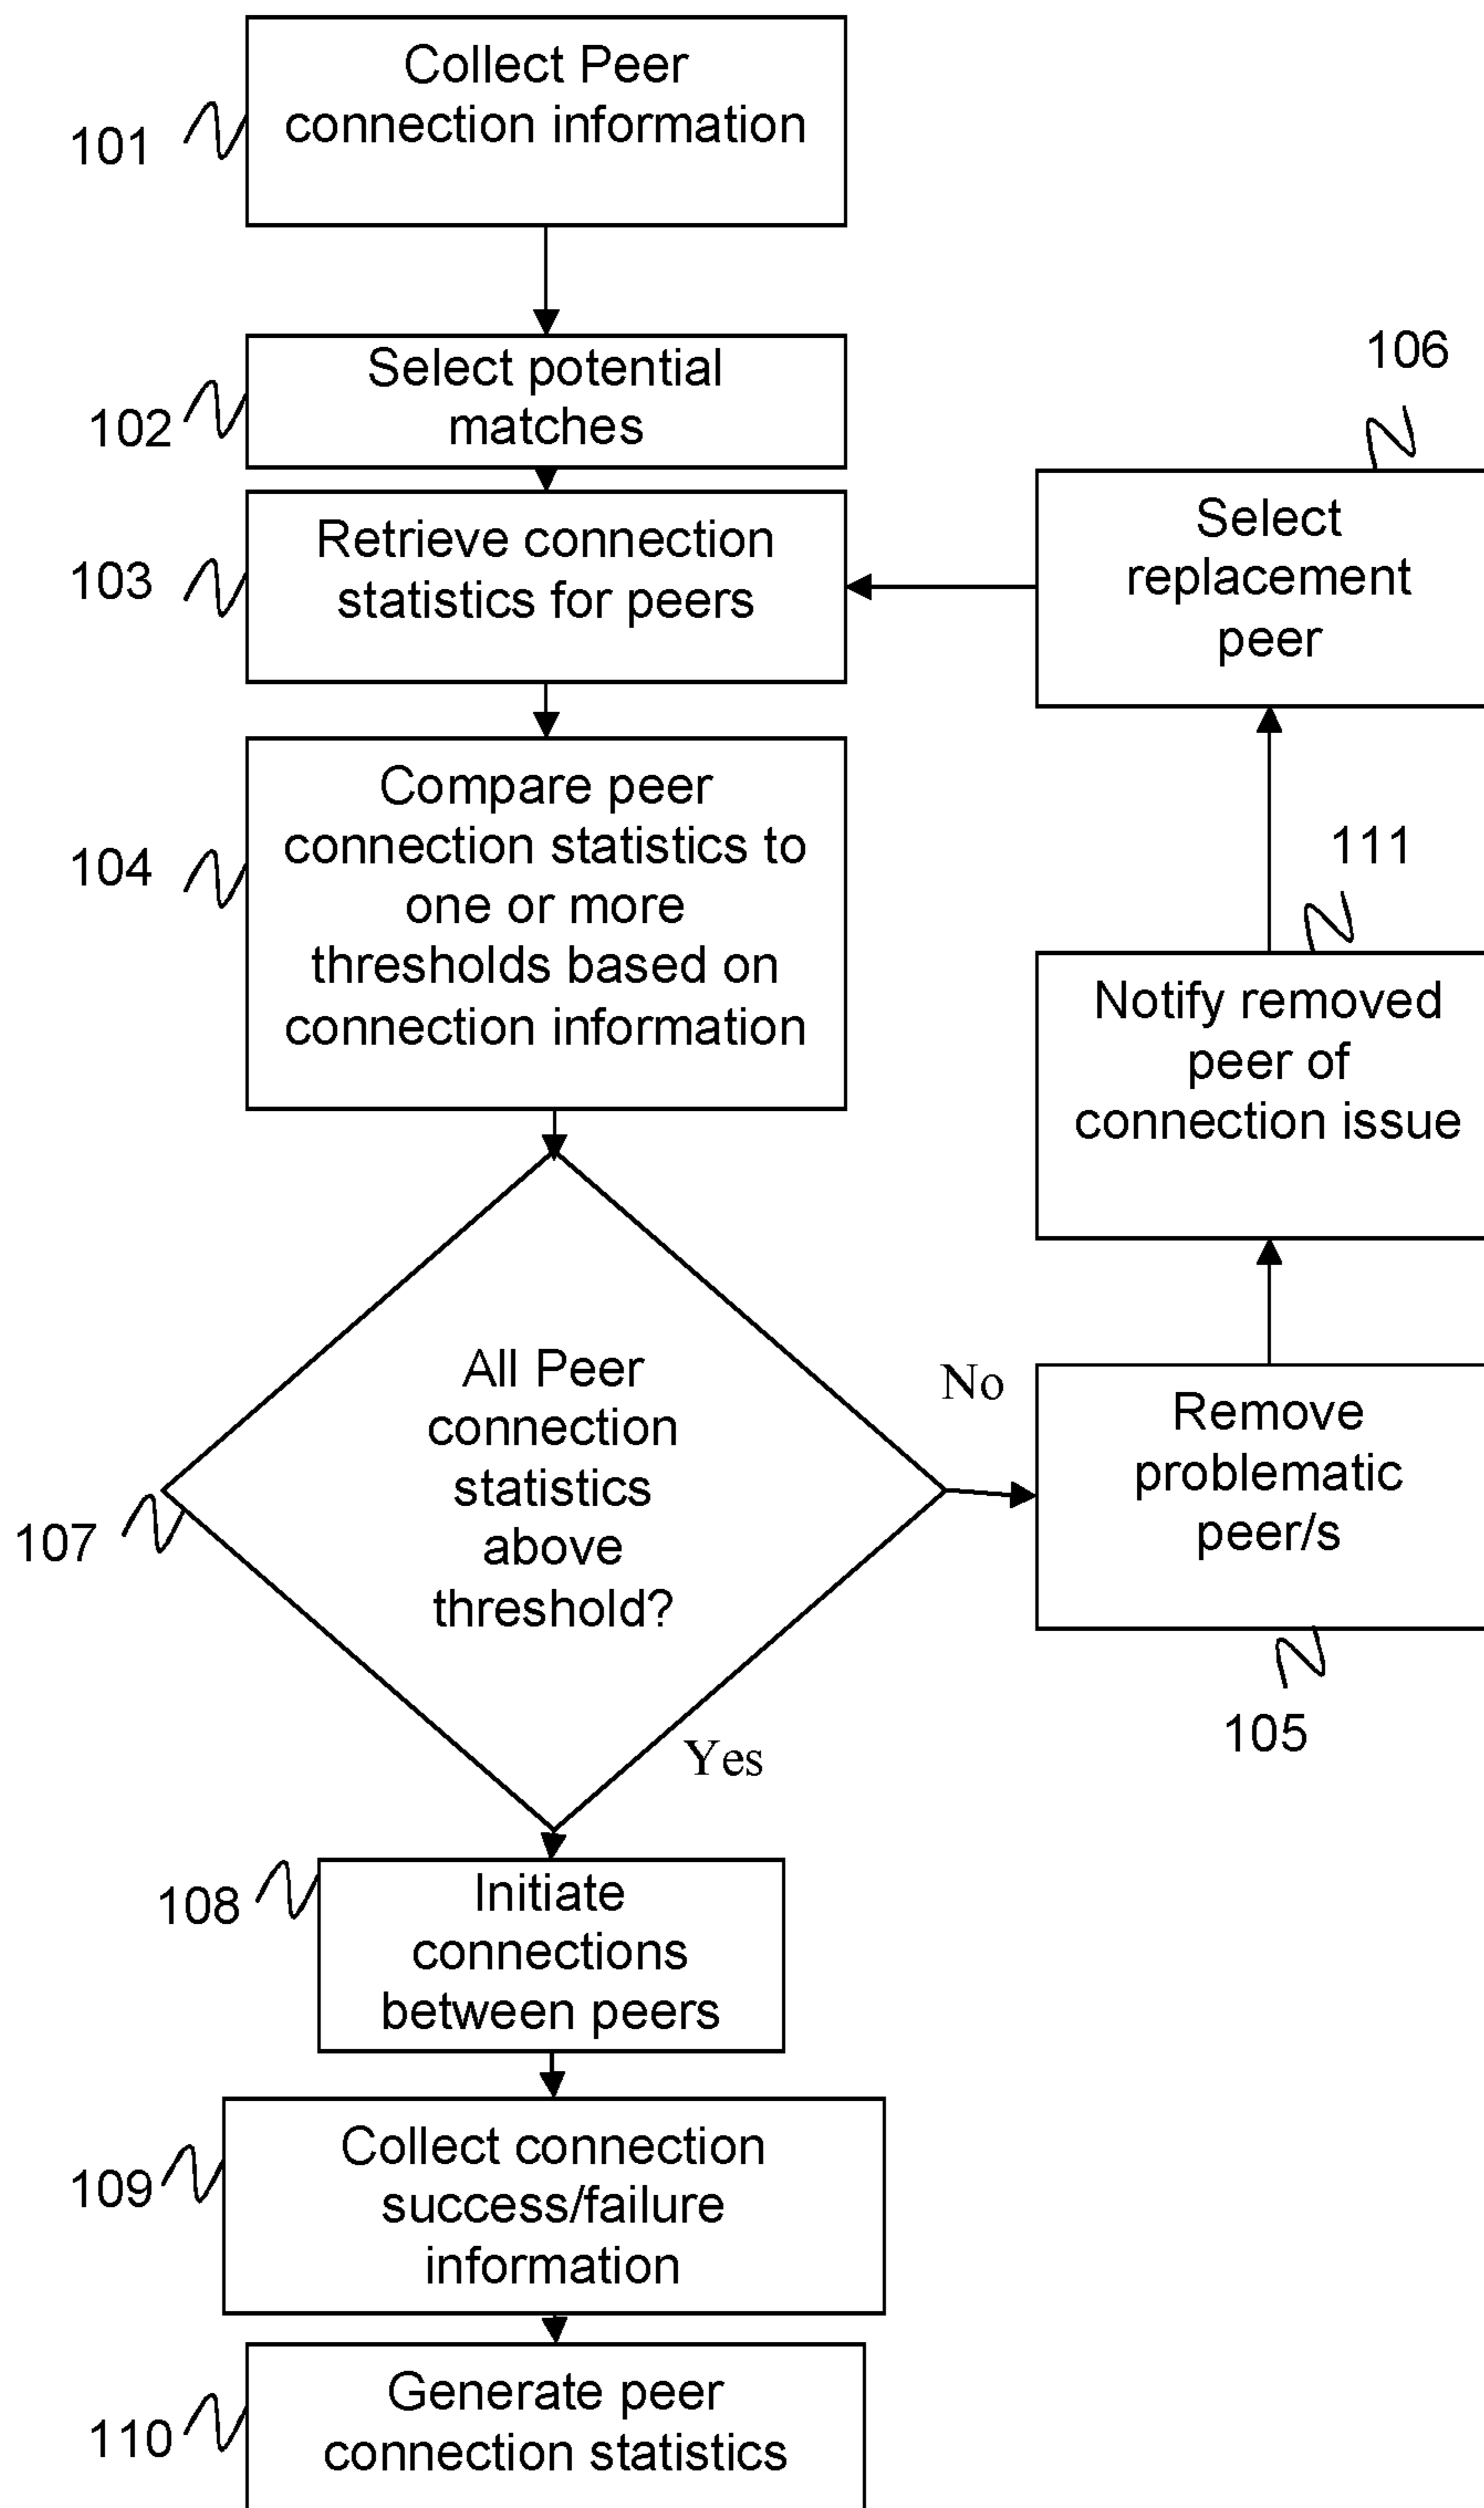 Collect Peer
connection information
101
Select potential
matches
102
106
Retrieve connection
statistics for peers
103
Select
replacement
peer
Compare peer
connection statistics to
one or more
thresholds based on
connection information
104
111
Notify removed
peer of
connection issue
All Peer
connection
statistics
above
threshold?
107
No
Yes
Remove
problematic
peer/s
105
108
Initiate
connections
between peers
109
Collect connection
success/failure
information
110
Generate peer
connection statistics